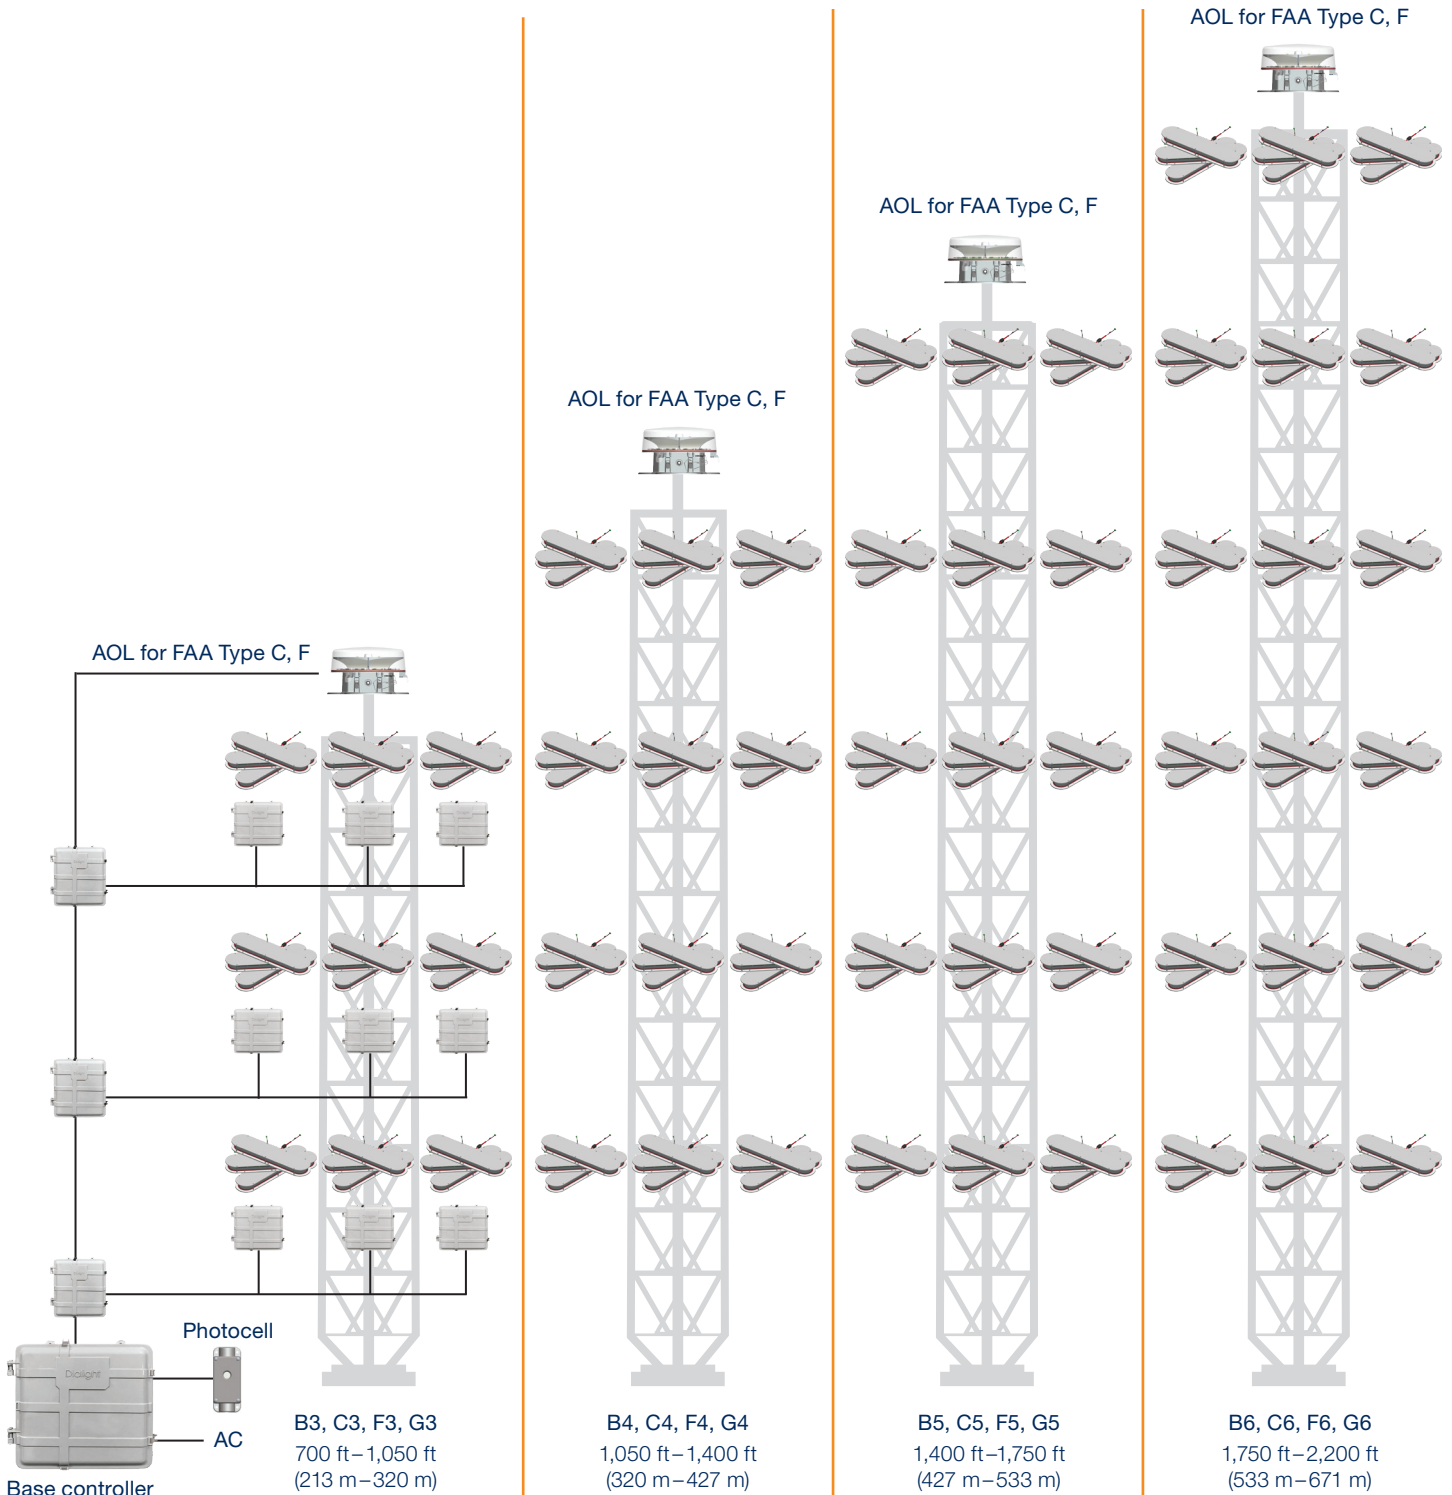 AOL for FAA Type C, F
AOL for FAA Type C, F
AOL for FAA Type C, F
AOL for FAA Type C, F
Photocell
Dialight
AC
Base controller
B3, C3, F3, G3
700 ft–1,050 ft
(213 m–320 m)
B4, C4, F4, G4
1,050 ft–1,400 ft
(320 m–427 m)
B5, C5, F5, G5
1,400 ft–1,750 ft
(427 m–533 m)
B6, C6, F6, G6
1,750 ft–2,200 ft
(533 m–671 m)